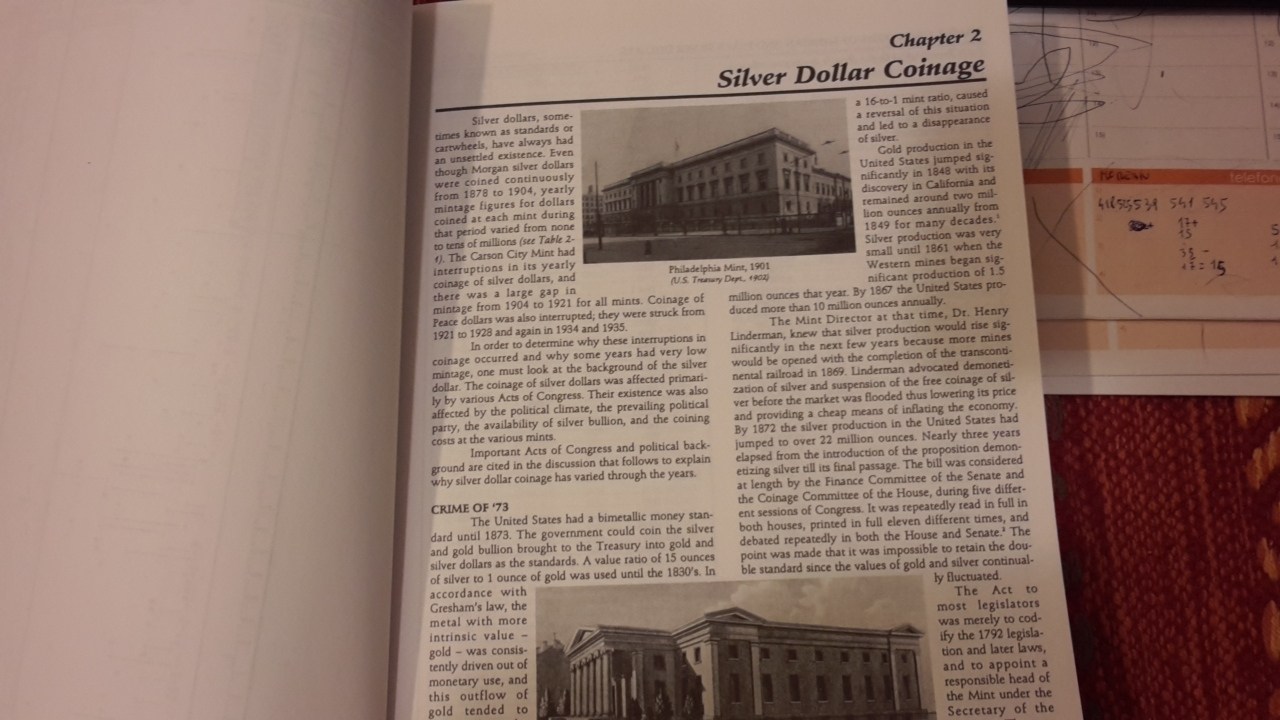 Chapter 2
Silver Dollar Coinage
Silver dollars, some-
times known as standards or
cartwheels, have always had
an unsettled existence. Even
though Morgan silver dollars
were coined continuously
from 1878 to 1904, yearly
mintage figures for dollars
coined at each mint during
that period varied from none
to tens of millions (see Table 2-
1). The Carson City Mint had
interruptions in its yearly
coinage of silver dollars, and
there was a large gap in
mintage from 1904 to 1921 for all mints. Coinage of
Peace dollars was also interrupted; they were struck from
1921 to 1928 and again in 1934 and 1935.
In order to determine why these interruptions in
coinage occurred and why some years had very low
mintage, one must look at the background of the silver
dollar. The coinage of silver dollars was affected primari-
ly by various Acts of Congress. Their existence was also
affected by the political climate, the prevailing political
party, the availability of silver bullion, and the coining
costs at the various mints.
Important Acts of Congress and political back-
ground are cited in the discussion that follows to explain
why silver dollar coinage has varied through the years.
CRIME OF '73
The United States had a bimetallic money stan-
dard until 1873. The government could coin the silver
and gold bullion brought to the Treasury into gold and
silver dollars as the standards. A value ratio of 15 ounces
of silver to 1 ounce of gold was used until the 1830's. In
accordance with
Gresham's law, the
metal with more
intrinsic value –
gold – was consis-
tently driven out of
monetary use, and
this outflow of
gold tended to
Philadelphia Mint, 1901
(U.S. Treasury Dept., 1902)
a 16-to-1 mint ratio, caused
a reversal of this situation
and led to a disappearance
of silver.
Gold production in the
United States jumped sig-
nificantly in 1848 with its
discovery in California and
remained around two mil-
lion ounces annually from
1849 for many decades.¹
Silver production was very
small until 1861 when the
Western mines began sig-
nificant production of 1.5
million ounces that year. By 1867 the United States pro-
duced more than 10 million ounces annually.
The Mint Director at that time, Dr. Henry
Linderman, knew that silver production would rise sig-
nificantly in the next few years because more mines
would be opened with the completion of the transconti-
nental railroad in 1869. Linderman advocated demoneti-
zation of silver and suspension of the free coinage of sil-
ver before the market was flooded thus lowering its price
and providing a cheap means of inflating the economy.
By 1872 the silver production in the United States had
jumped to over 22 million ounces. Nearly three years
elapsed from the introduction of the proposition demon-
etizing silver till its final passage. The bill was considered
at length by the Finance Committee of the Senate and
the Coinage Committee of the House, during five differ-
ent sessions of Congress. It was repeatedly read in full in
both houses, printed in full eleven different times, and
debated repeatedly in both the House and Senate.² The
point was made that it was impossible to retain the dou-
ble standard since the values of gold and silver continual-
ly fluctuated.
The Act to
most legislators
was merely to cod-
ify the 1792 legisla-
tion and later laws,
and to appoint a
responsible head of
the Mint under the
Secretary of the
telefon
541 545
17+
15
17=15